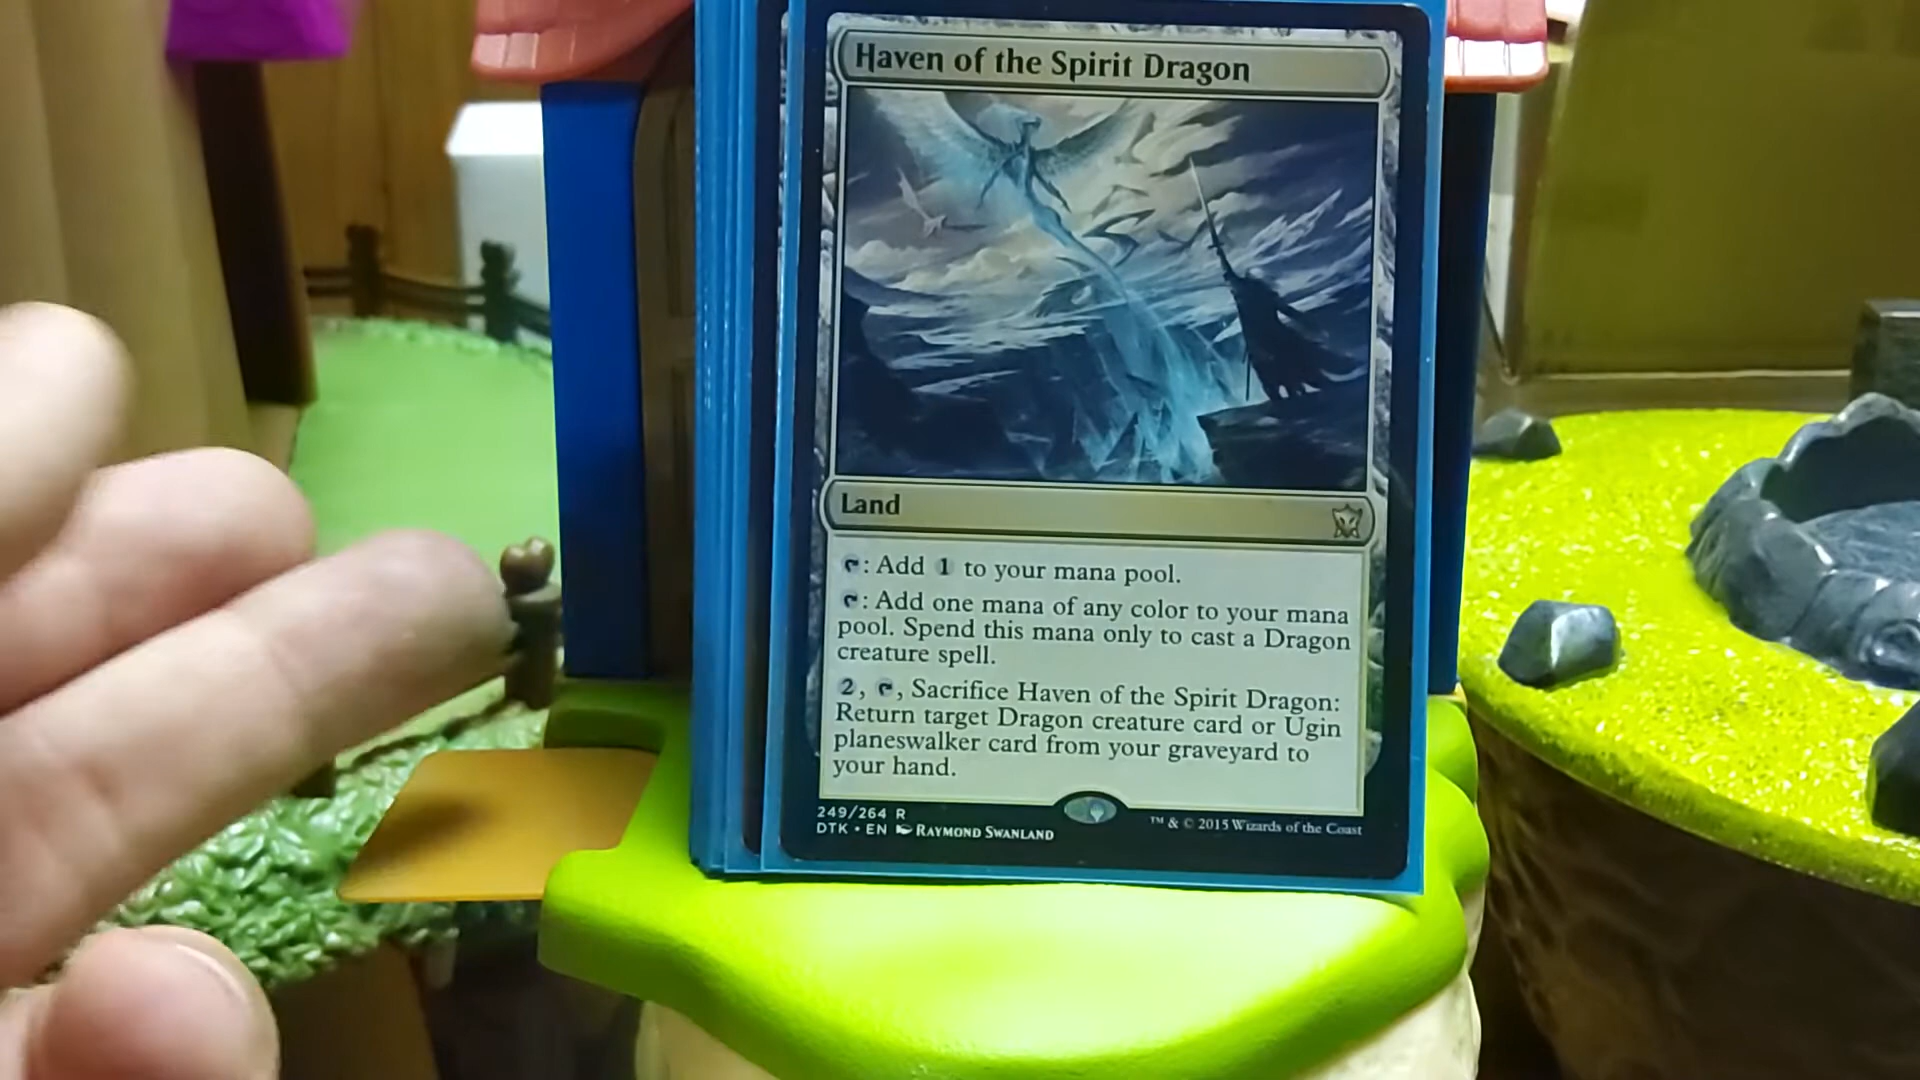 Haven of the Spirit Dragon
Land
: Add 1 to your mana pool.
: Add one mana of any color to your mana
pool. Spend this mana only to cast a Dragon
creature spell.
2, , Sacrifice Haven of the Spirit Dragon:
Return target Dragon creature card or Ugin
planeswalker card from your graveyard to
your hand.
249/264 R
DTK • EN RAYMOND SWANLAND
™ & © 2015 Wizards of the Coast